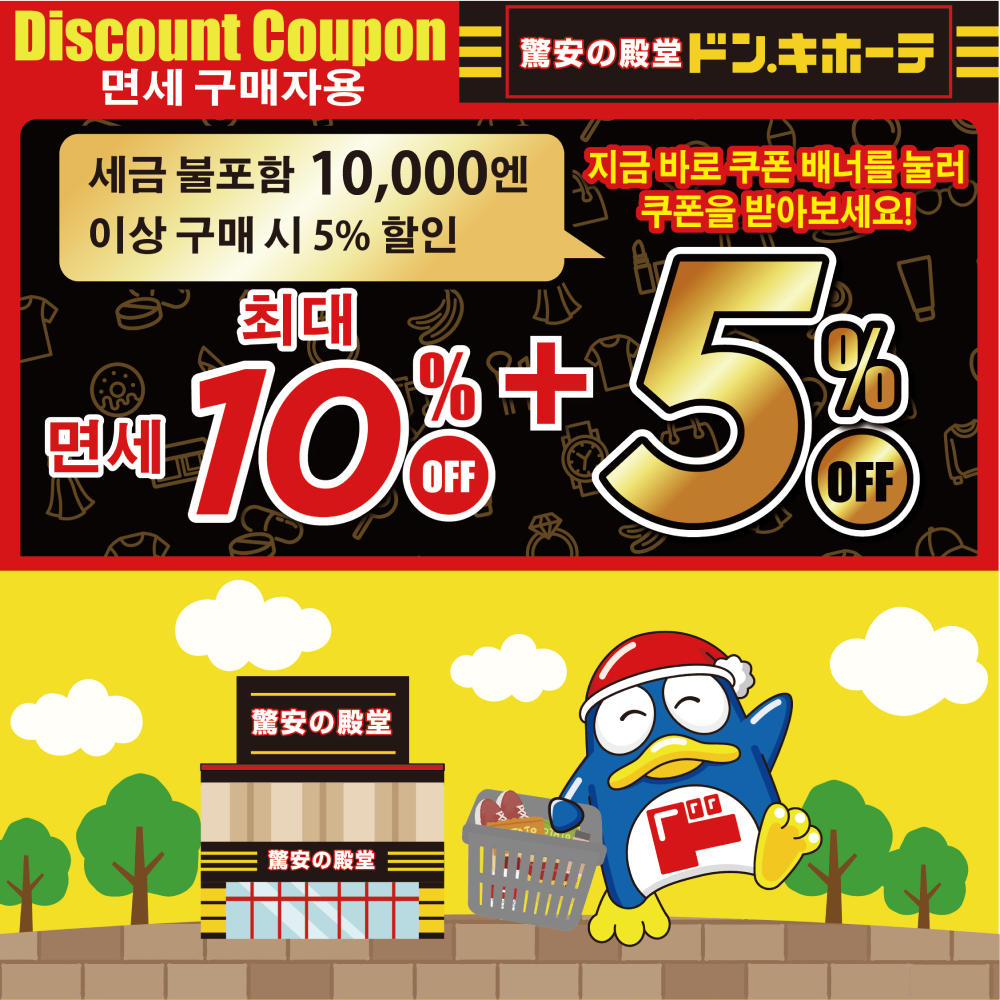 Discount Coupon
면세 구매자용
驚安の殿堂 ドン.キホーテ
세금 불포함 10,000엔
이상 구매 시 5% 할인
지금 바로 쿠폰 배너를 눌러
쿠폰을 받아보세요!
최대
면세 10% OFF + 5% OFF
驚安の殿堂
驚安の殿堂
ド